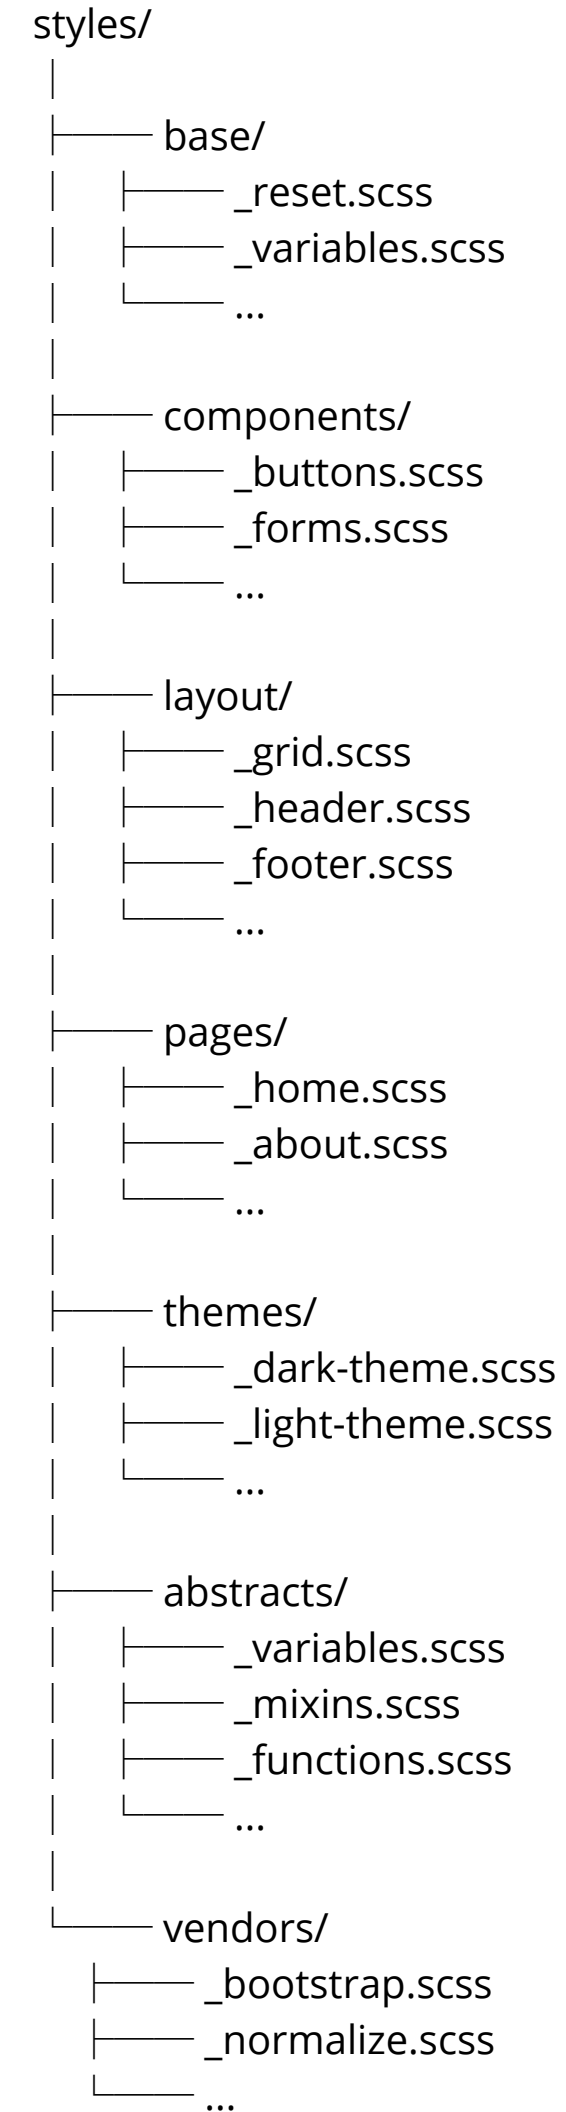 styles/
base/
_reset.scss
_variables.scss
...
components/
_buttons.scss
_forms.scss
...
layout/
_grid.scss
_header.scss
_footer.scss
...
pages/
_home.scss
_about.scss
...
themes/
_dark-theme.scss
_light-theme.scss
...
abstracts/
_variables.scss
_mixins.scss
_functions.scss
...
vendors/
_bootstrap.scss
_normalize.scss
...